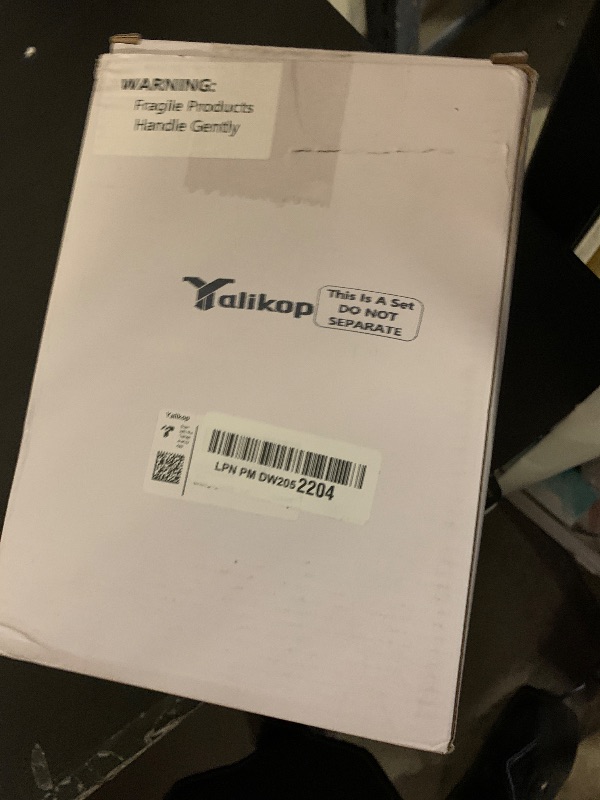 WARNING:
Fragile Products
Handle Gently
Yalikop
This Is A Set
DO NOT
SEPARATE
Yalikop
LPN PM DW2052204